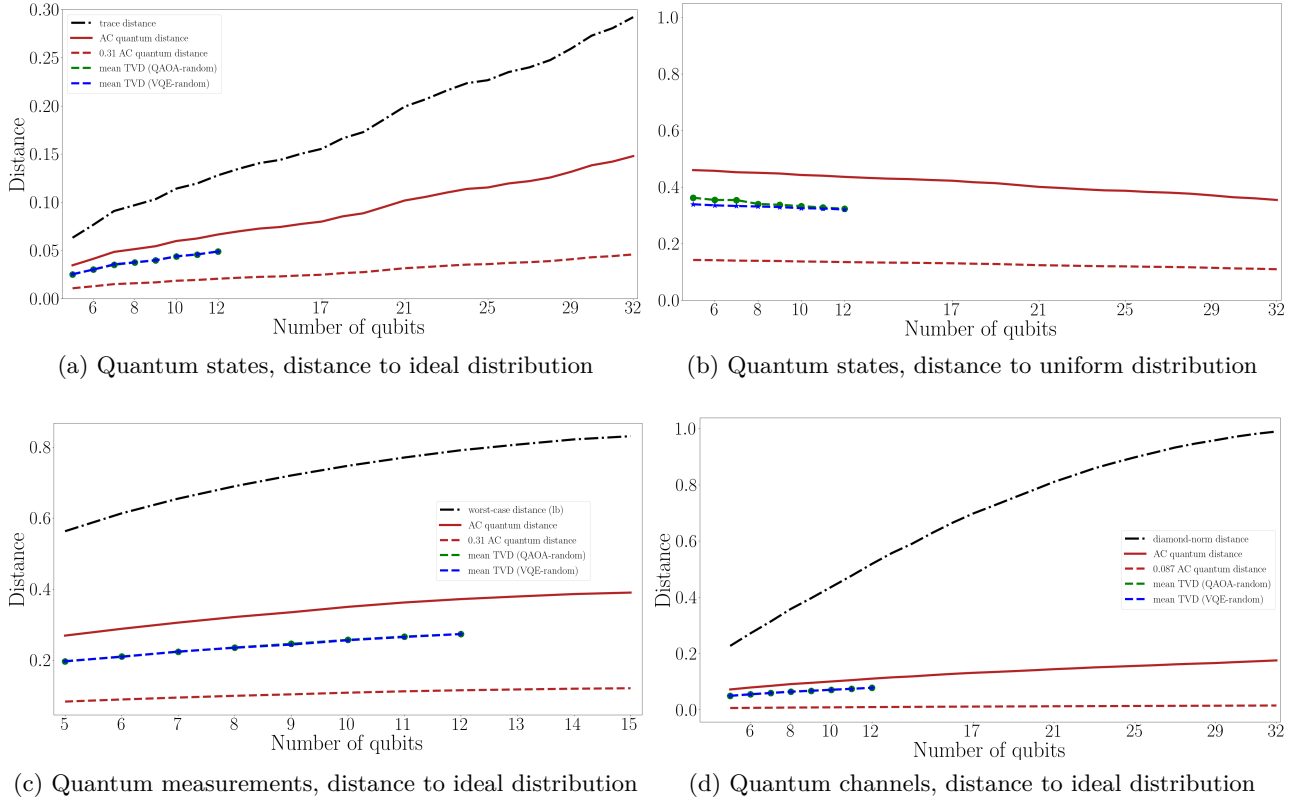 0.30
0.25
0.20
0.15
0.10
0.05
0.00
Distance
trace distance
AC quantum distance
0.31 AC quantum distance
mean TVD (QAOA-random)
mean TVD (VQE-random)
6 8 10 12 17 21 25 29 32
Number of qubits
(a) Quantum states, distance to ideal distribution
1.0
0.8
0.6
0.4
0.2
0.0
6 8 10 12 17 21 25 29 32
Number of qubits
(b) Quantum states, distance to uniform distribution
0.8
0.6
0.4
0.2
Distance
worst-case distance (lb)
AC quantum distance
0.31 AC quantum distance
mean TVD (QAOA-random)
mean TVD (VQE-random)
5 6 7 8 9 10 11 12 13 14 15
Number of qubits
(c) Quantum measurements, distance to ideal distribution
1.0
0.8
0.6
0.4
0.2
0.0
Distance
diamond-norm distance
AC quantum distance
0.087 AC quantum distance
mean TVD (QAOA-random)
mean TVD (VQE-random)
6 8 10 12 17 21 25 29 32
Number of qubits
(d) Quantum channels, distance to ideal distribution